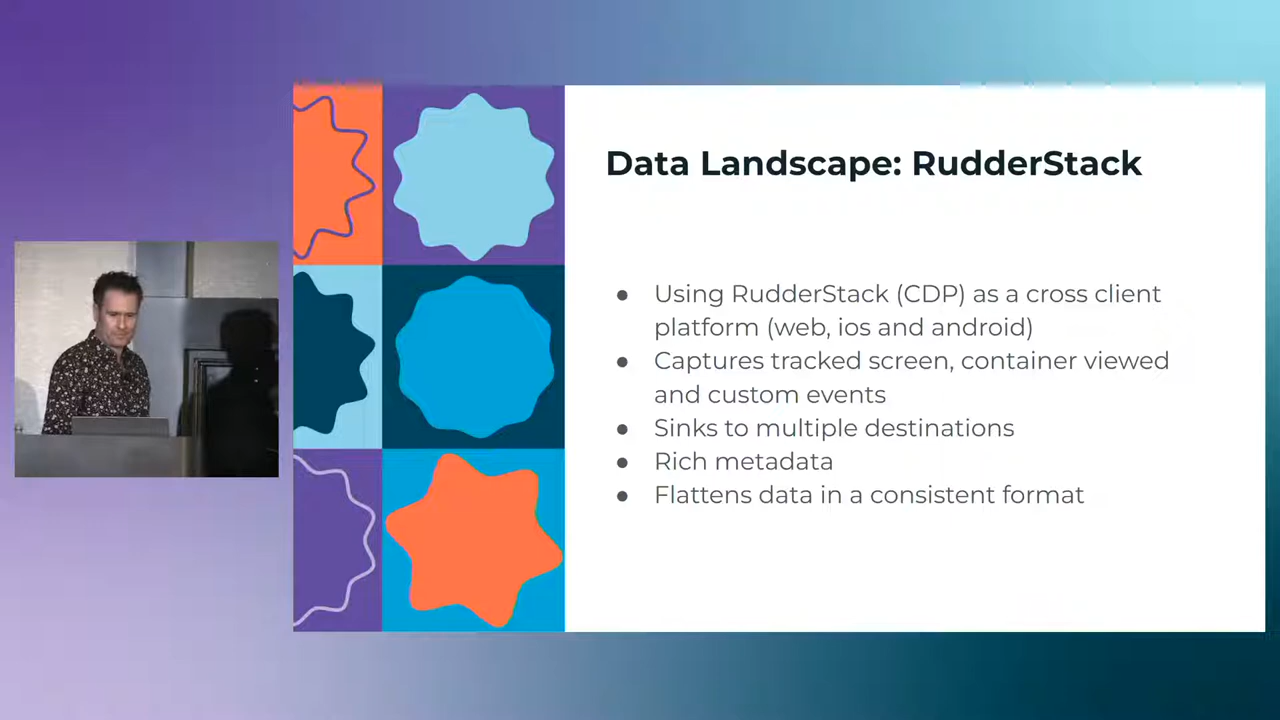 Data Landscape: RudderStack
● Using RudderStack (CDP) as a cross client
platform (web, ios and android)
● Captures tracked screen, container viewed
and custom events
● Sinks to multiple destinations
● Rich metadata
● Flattens data in a consistent format